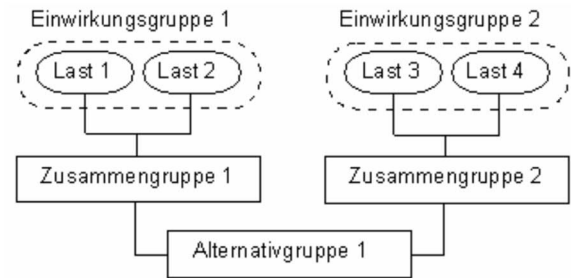 Einwirkungsgruppe 1 Einwirkungsgruppe 2
Last 1 Last 2 Last 3 Last 4
Zusammengruppe 1 Zusammengruppe 2
Alternativgruppe 1